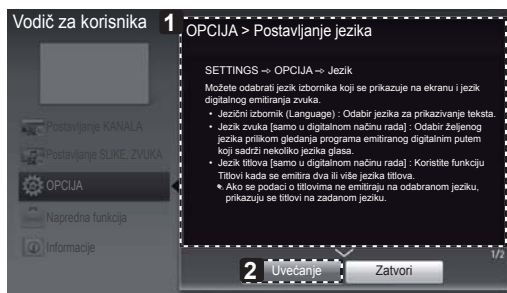 Vodič za korisnika
1
OPCIJA > Postavljanje jezika
SETTINGS -> OPCIJA -> Jezik
Možete odabrati jezik izbornika koji se prikazuje na ekranu i jezik
digitalnog emitiranja zvuka.
• Jezični izbornik (Language) : Odabir jezika za prikazivanje teksta.
• Jezik zvuka [samo u digitalnom načinu rada] : Odabir željenog
jezika prilikom gledanja programa emitiranog digitalnim putem
koji sadrži nekoliko jezika glasa.
• Jezik titlova [samo u digitalnom načinu rada] : Koristite funkciju
Titlovi kada se emitira dva ili više jezika titlova.
Ako se podaci o titlovima ne emitiraju na odabranom jeziku,
prikazuju se titlovi na zadanom jeziku.
Postavljanje KANALA
Postavljanje SLIKE, ZVUKA
OPCIJA
Napredna funkcija
Informacije
1/2
2
Uvećanje
Zatvori